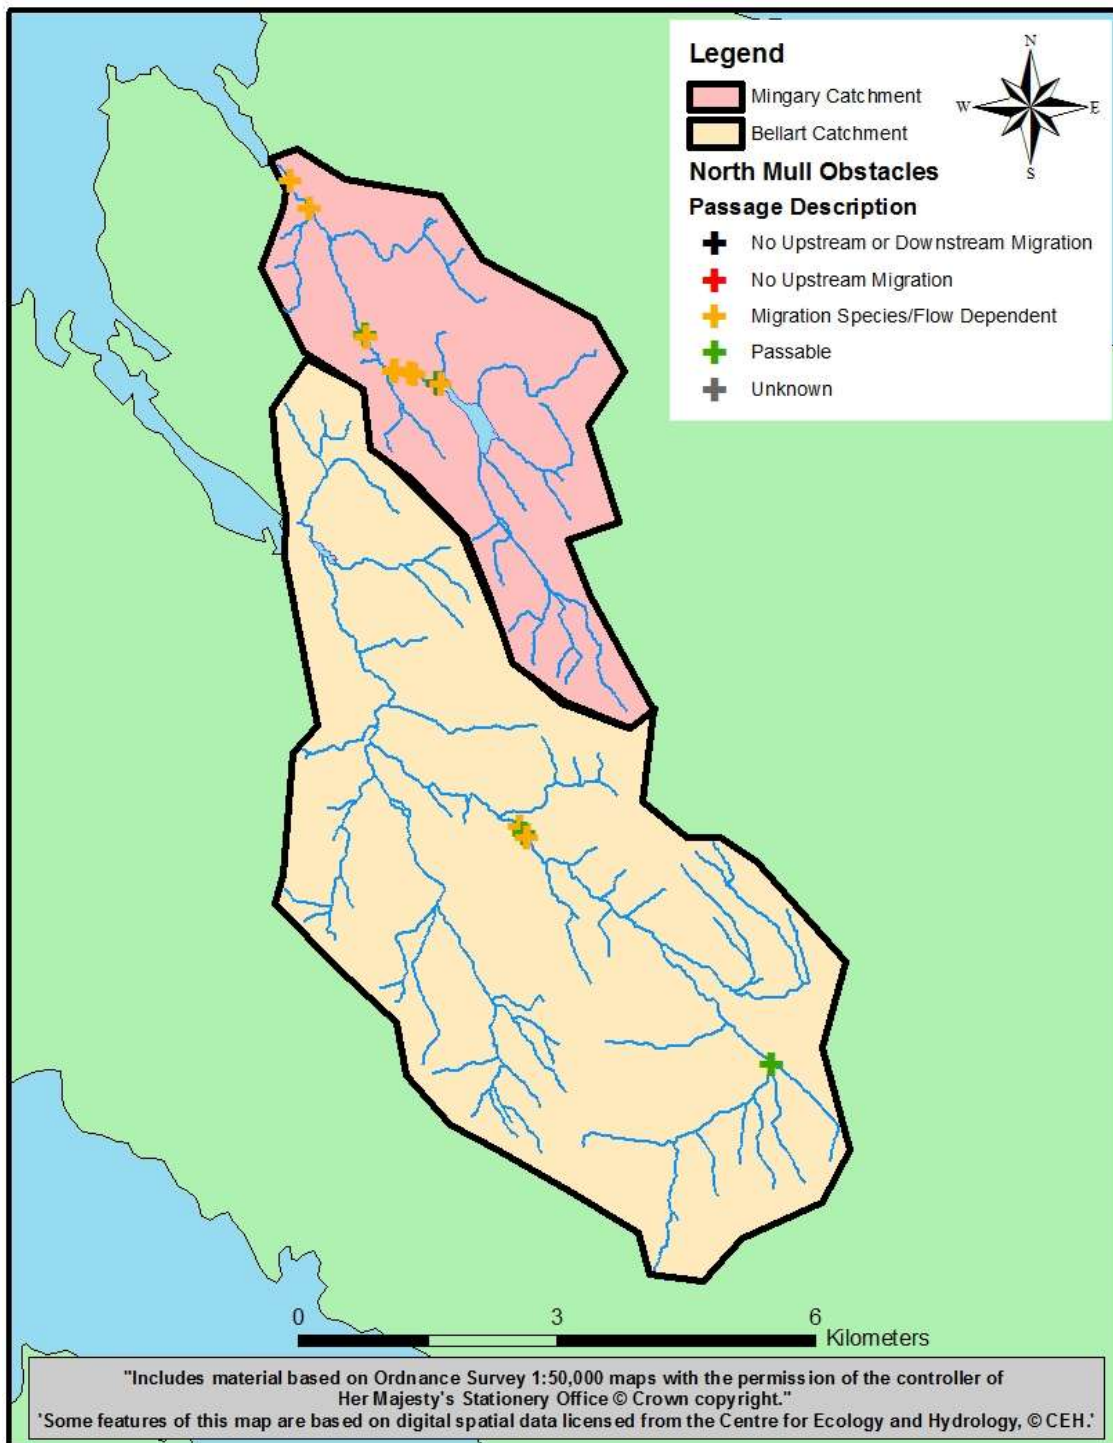 Legend
Mingary Catchment
Bellart Catchment
North Mull Obstacles
Passage Description
No Upstream or Downstream Migration
No Upstream Migration
Migration Species/Flow Dependent
Passable
Unknown
N
W
E
S
0 3 6
Kilometers
"Includes material based on Ordnance Survey 1:50,000 maps with the permission of the controller of
Her Majesty's Stationery Office © Crown copyright."
'Some features of this map are based on digital spatial data licensed from the Centre for Ecology and Hydrology, © CEH.'